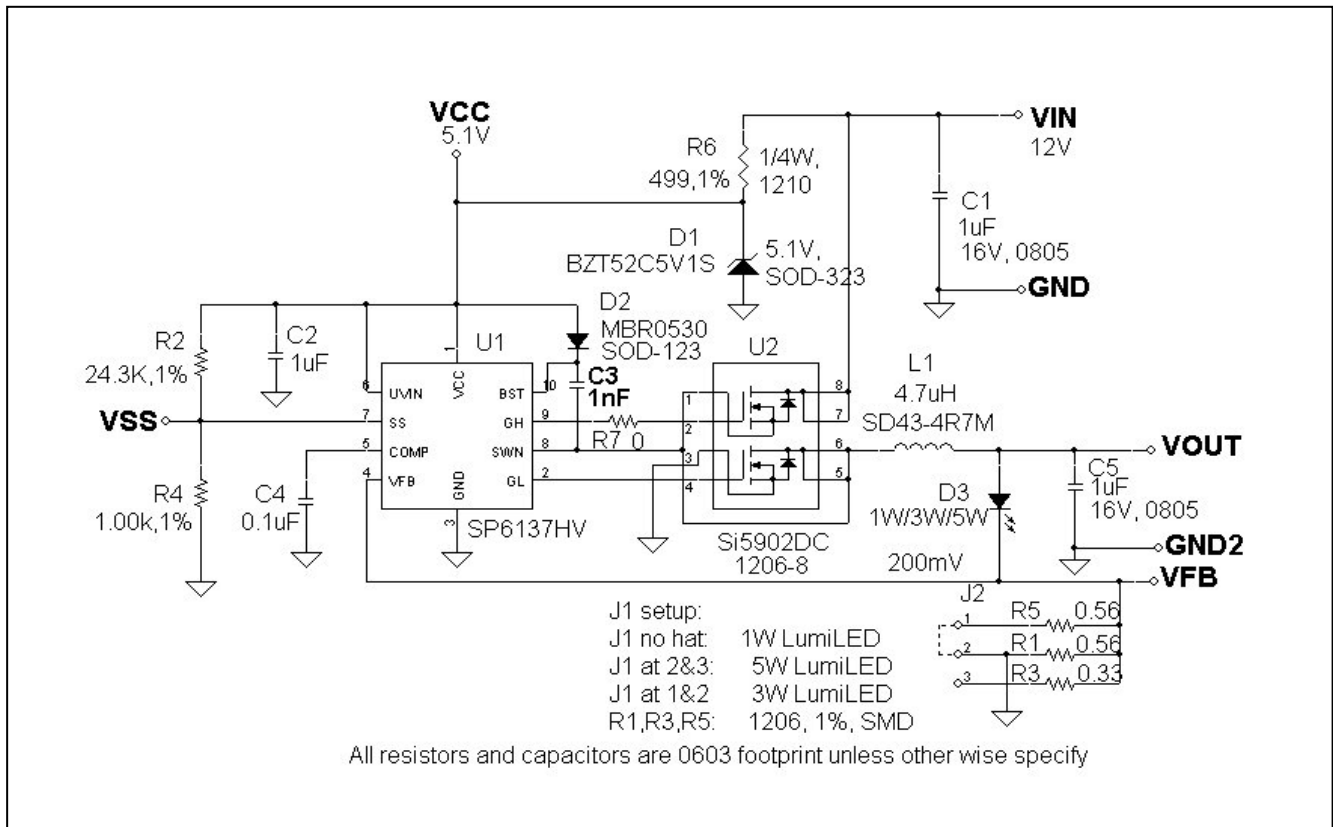 VCC
5.1V
VIN
12V
R6
499,1%
1/4W,
1210
C1
1uF
16V, 0805
D1
BZT52C5V1S
5.1V,
SOD-323
GND
D2
MBR0530
SOD-123
R2
24.3K,1%
C2
1uF
U1
1
VCC
C3
1nF
U2
L1
4.7uH
SD43-4R7M
6
UVIN
BST
10
VSS
7
SS
GH
9
R7 0
5
COMP
SWN
8
4
VFB
GL
2
GND
3
SP6137HV
1
2
3
4
8
7
6
5
VOUT
R4
1.00k,1%
C4
0.1uF
D3
1W/3W/5W
C5
1uF
16V, 0805
Si5902DC
1206-8
200mV
GND2
VFB
J2
1
R5
0.56
2
R1
0.56
3
R3
0.33
J1 setup:
J1 no hat: 1W LumiLED
J1 at 2&3: 5W LumiLED
J1 at 1&2 3W LumiLED
R1,R3,R5: 1206, 1%, SMD
All resistors and capacitors are 0603 footprint unless other wise specify